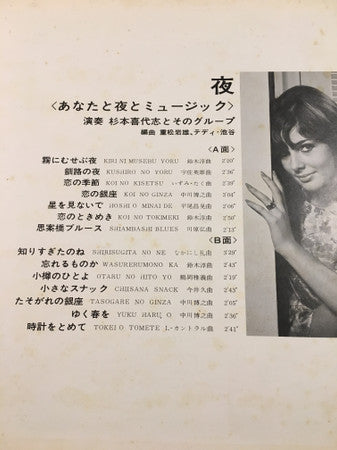 夜
〈あなたと夜とミュージック〉
演奏 杉本喜代志とそのグループ
編曲 重松岩雄、テディ・池谷
〈A面〉
霧にむせぶ夜 KIRI NI MUSEBU YORU 鈴木淳曲 2'20"
釧路の夜 KUSHIRO NO YORU 宇佐英雄曲 2'36"
恋の季節 KOI NO KISETSU いずみ・たく曲 2'39"
恋の銀座 KOI NO GINZA 中川博之曲 2'04"
星を見ないで HOSHI O MINAI DE 平尾昌晃曲 2'06"
恋のときめき KOI NO TOKIMEKI 鈴木淳曲 2'50"
思案橋ブルース SHIAMBASHI BLUES 川原弘曲 2'13"
〈B面〉
知りすぎたのね SHIRISUGITA NO NE なかにし礼曲 2'28"
忘れるものか WASURERUMONO KA 鈴木淳曲 2'45"
小樽のひとよ OTARU NO HITO YO 鶴岡雅義曲 2'19"
小さなスナック CHIISANA SNACK 今井久曲 2'43"
たそがれの銀座 TASOGARE NO GINZA 中川博之曲 2'05"
ゆく春を YUKU HARU O 中川博之曲 2'36"
時計をとめて TOKEI O TOMETE J.・カントラル曲 2'41"